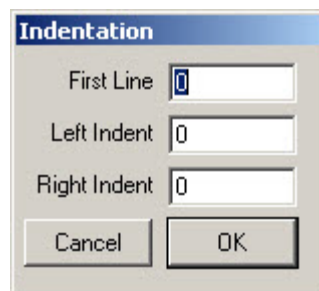 Indentation
First Line 0
Left Indent 0
Right Indent 0
Cancel OK